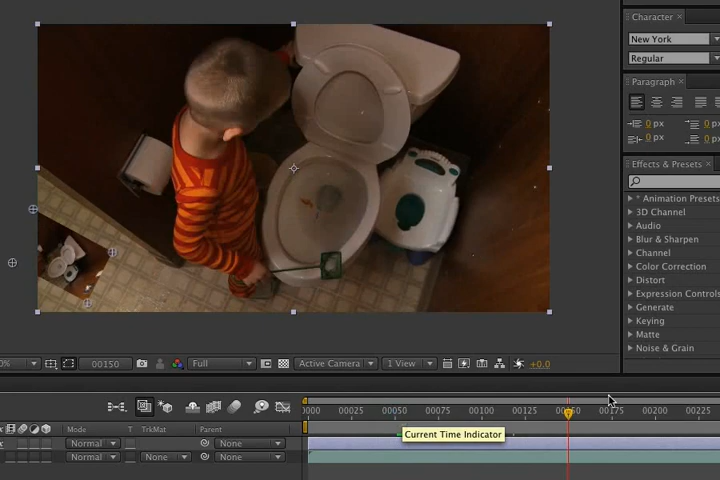 Character ×
New York
Regular
Paragraph ×
0 px
0 px
0 px
0 p
Effects & Presets ×
* Animation Presets
3D Channel
Audio
Blur & Sharpen
Channel
Color Correction
Distort
Expression Controls
Generate
Keying
Matte
Noise & Grain
0%
00150
Full
Active Camera
1 View
+0.0
0000 00025 00050 00075 00100 00125 00150 00175 00200 00225
Mode T TrkMat Parent
Current Time Indicator
Normal None
Normal None None